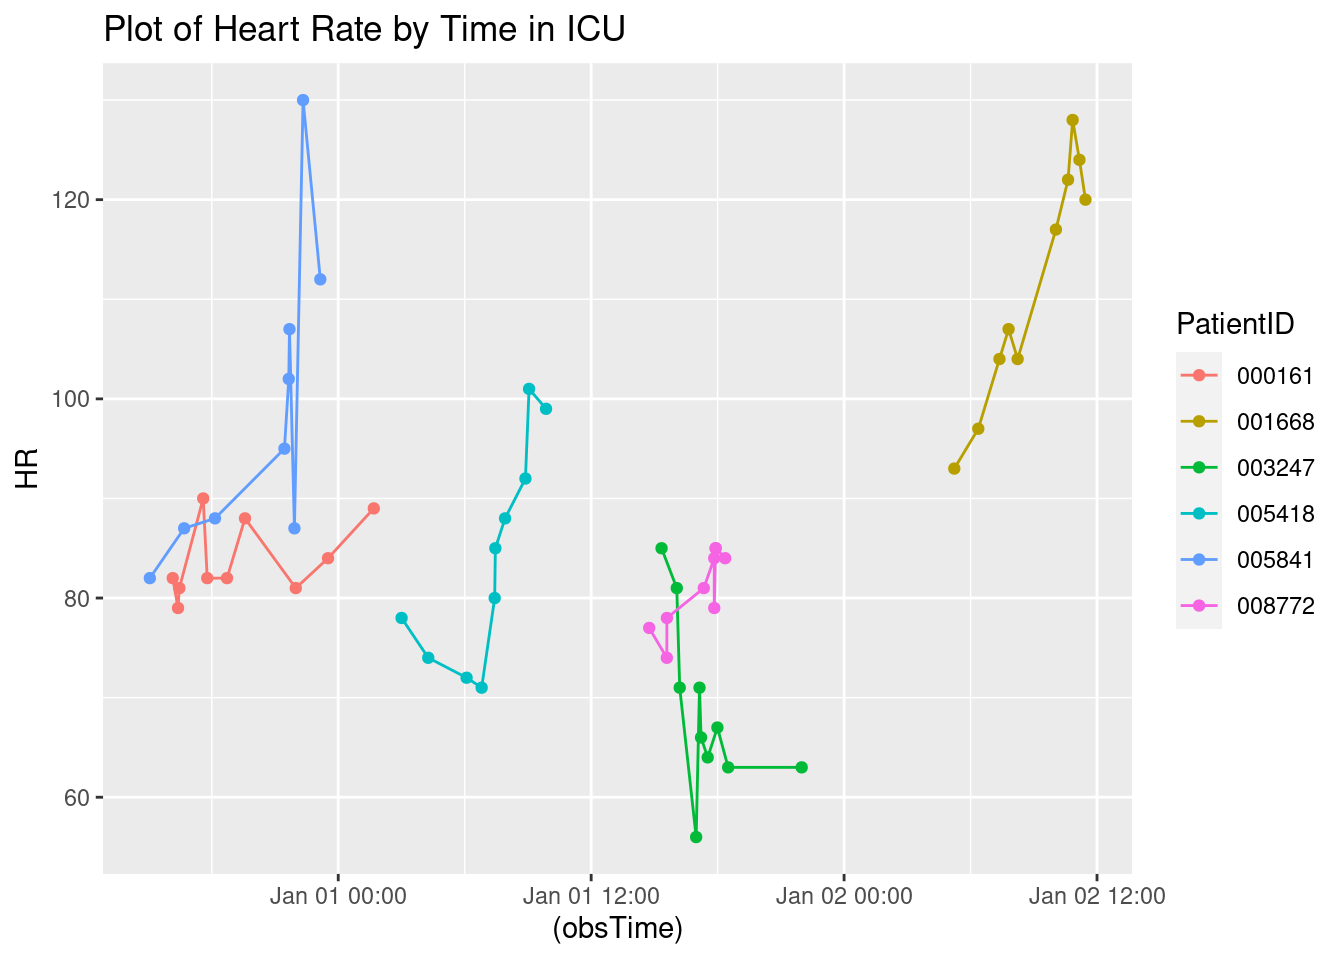 Plot of Heart Rate by Time in ICU
HR
120
100
80
60
Jan 01 00:00
Jan 01 12:00
Jan 02 00:00
Jan 02 12:00
(obsTime)
PatientID
000161
001668
003247
005418
005841
008772